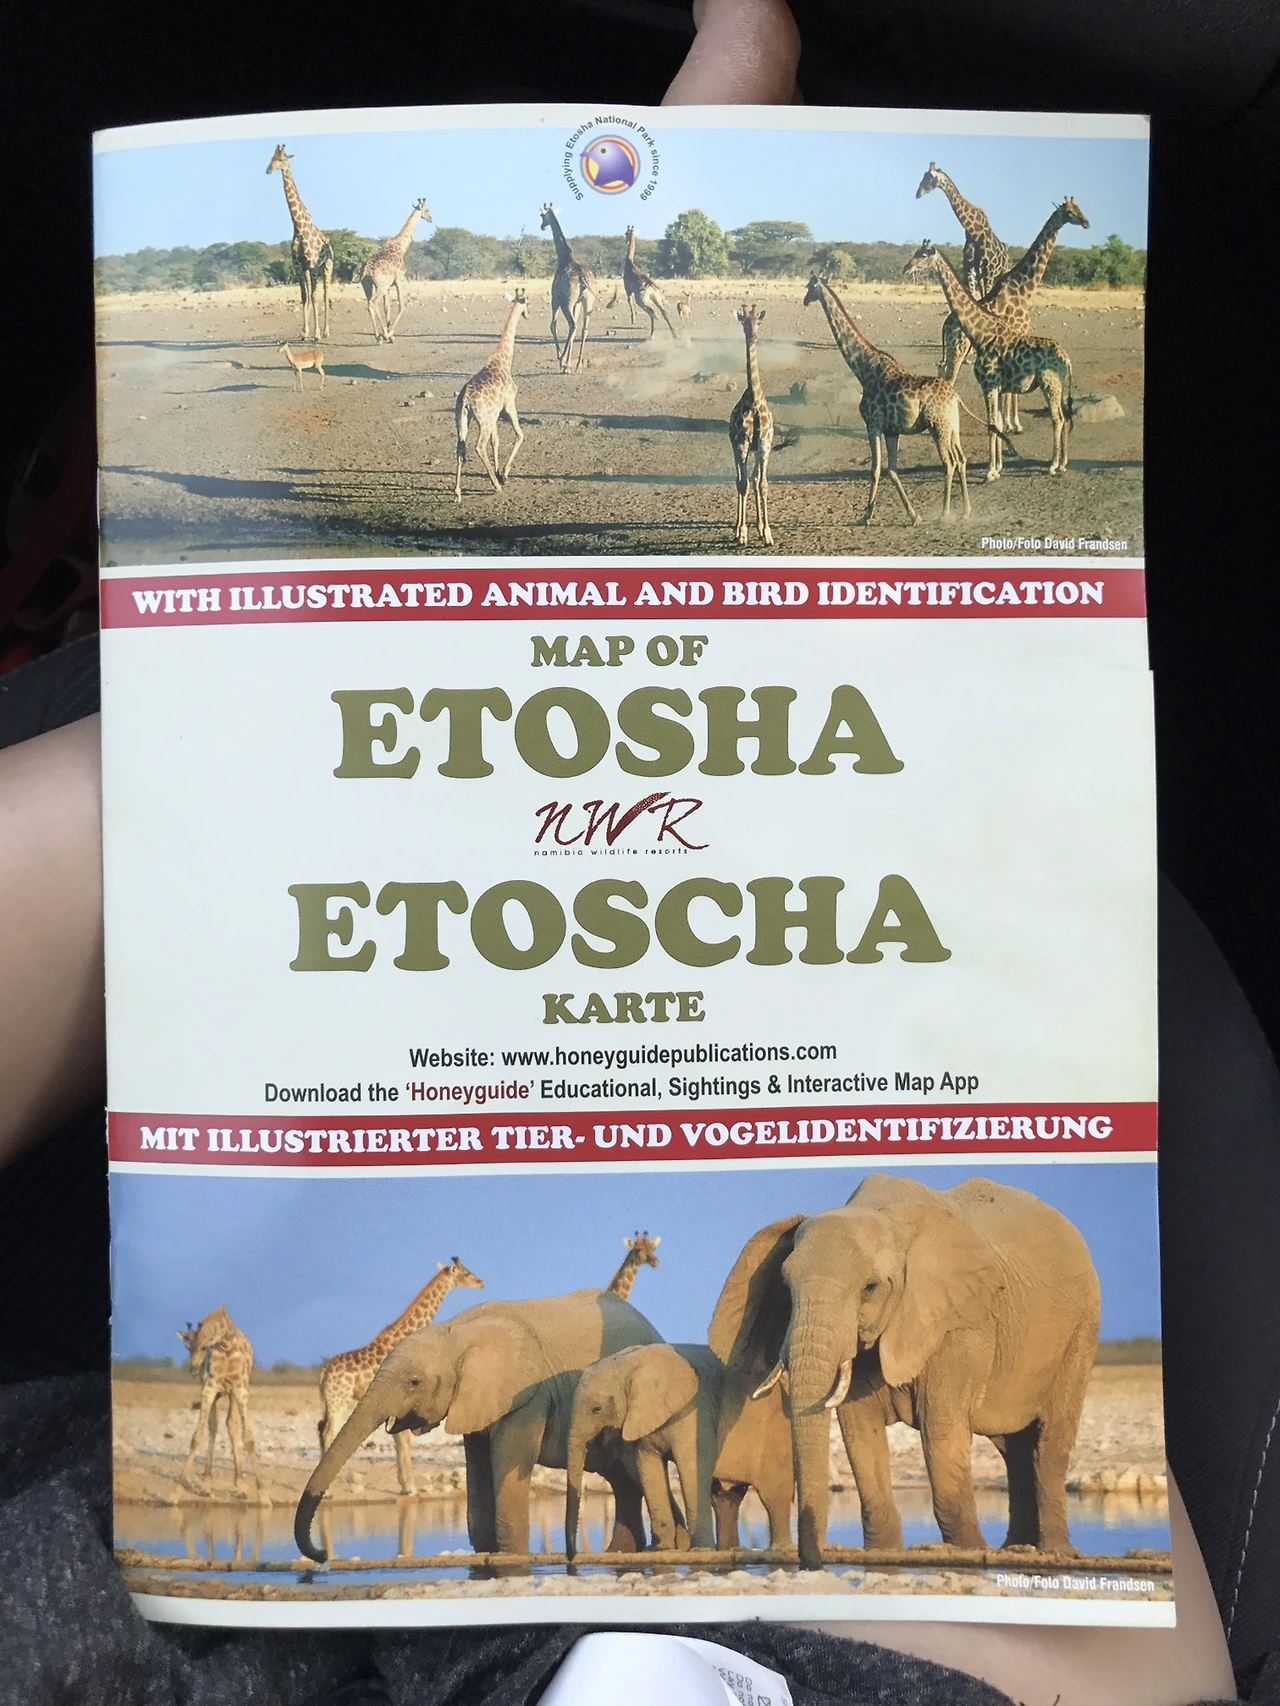 Supplying Etosha National Park since 1999
Photo/Foto David Frandsen
WITH ILLUSTRATED ANIMAL AND BIRD IDENTIFICATION
MAP OF
ETOSHA
NWR
namibia wildlife resorts
ETOSCHA
KARTE
Website: www.honeyguidepublications.com
Download the 'Honeyguide' Educational, Sightings & Interactive Map App
MIT ILLUSTRIERTER TIER- UND VOGELIDENTIFIZIERUNG
Photo/Foto David Frandsen